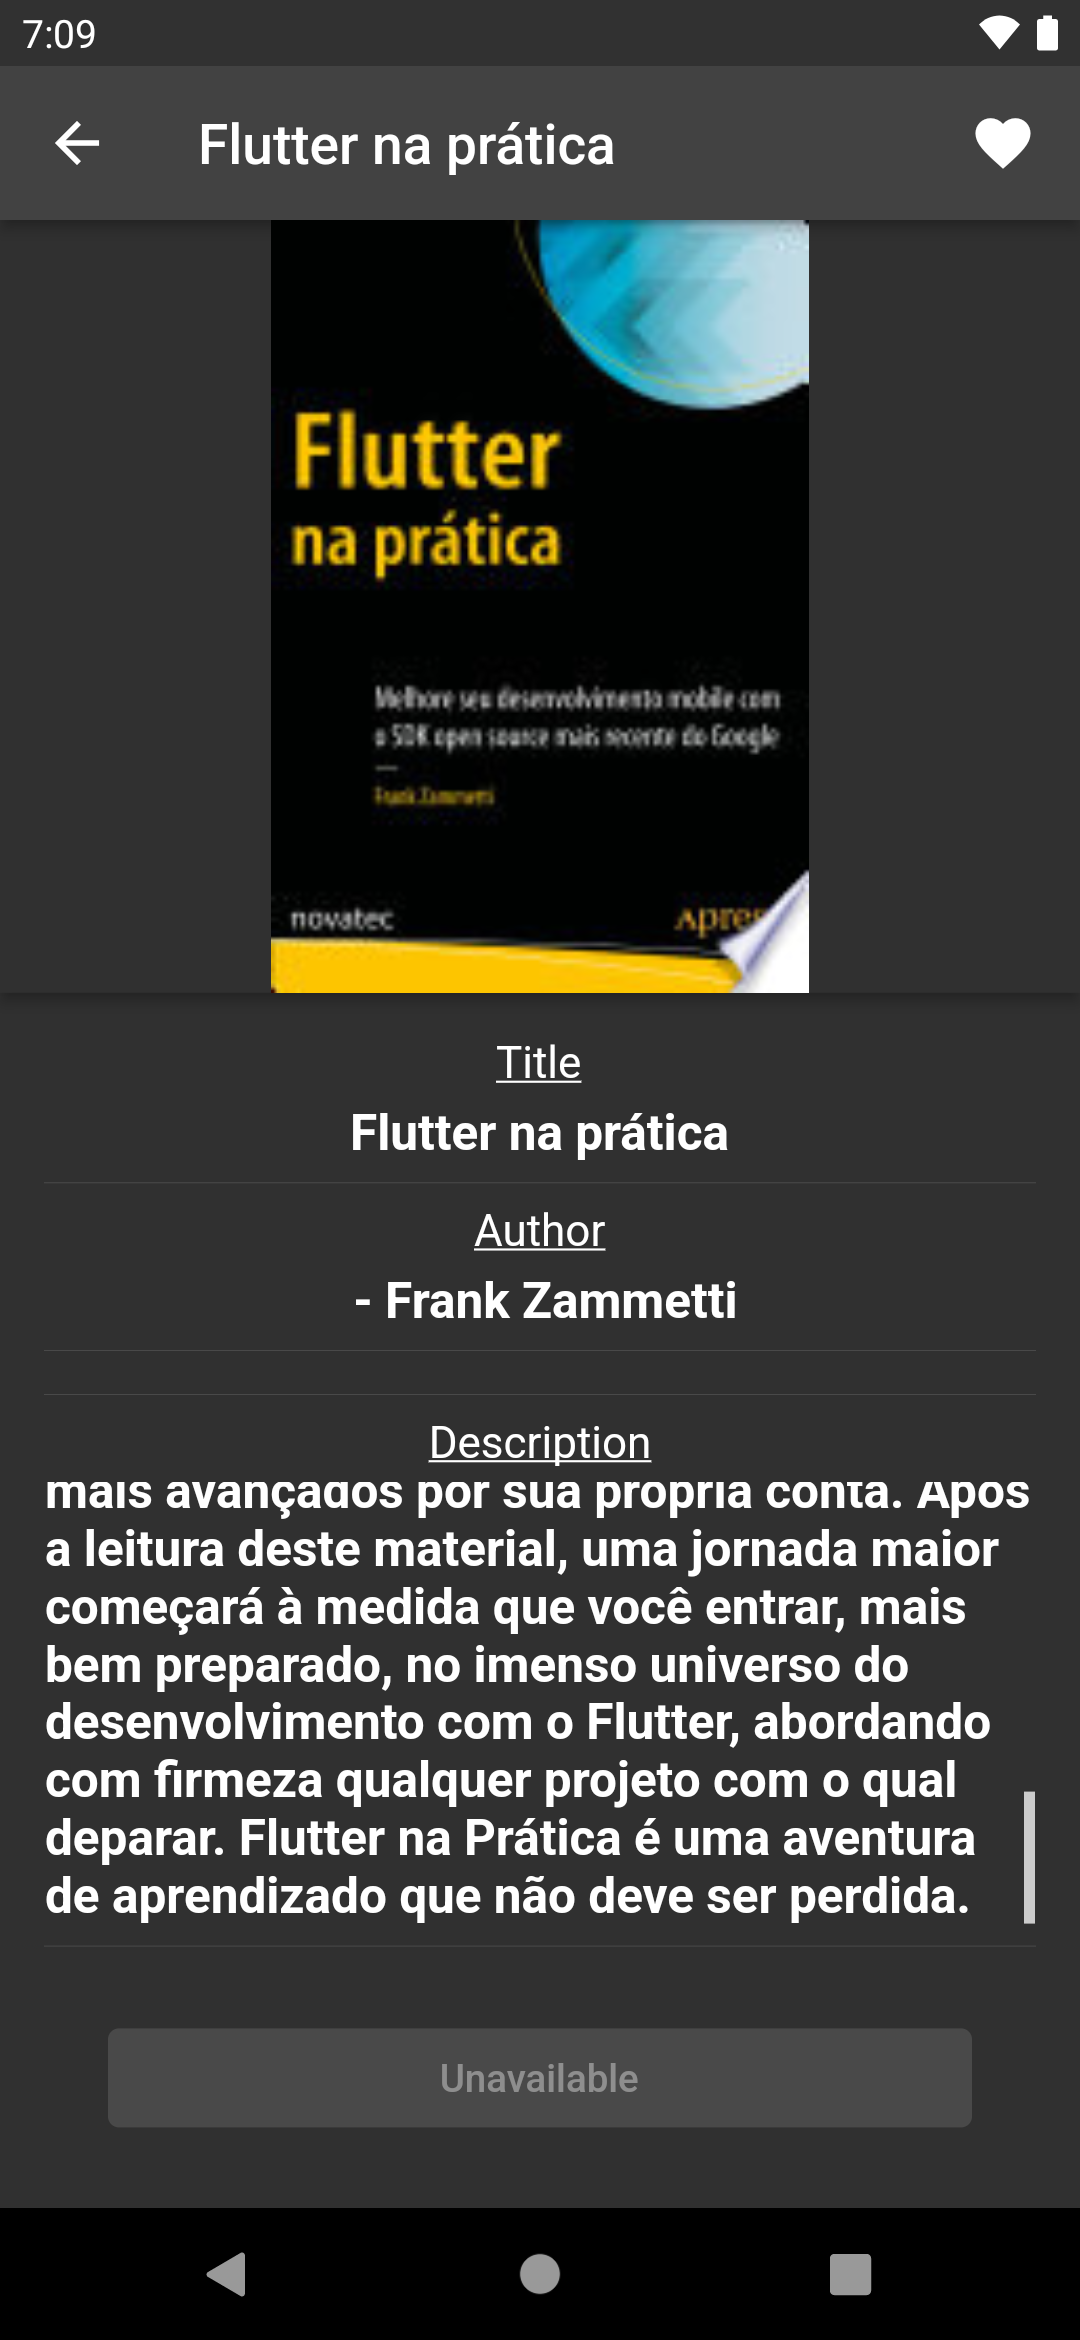 7:09
Flutter na prática
Flutter
na prática
Melhore seu desenvolvimento mobile com
o SDK open source mais recente do Google
Frank Zammetti
novatec
Title
Flutter na prática
Author
- Frank Zammetti
Description
mais avançados por sua própria conta. Após
a leitura deste material, uma jornada maior
começará à medida que você entrar, mais
bem preparado, no imenso universo do
desenvolvimento com o Flutter, abordando
com firmeza qualquer projeto com o qual
deparar. Flutter na Prática é uma aventura
de aprendizado que não deve ser perdida.
Unavailable